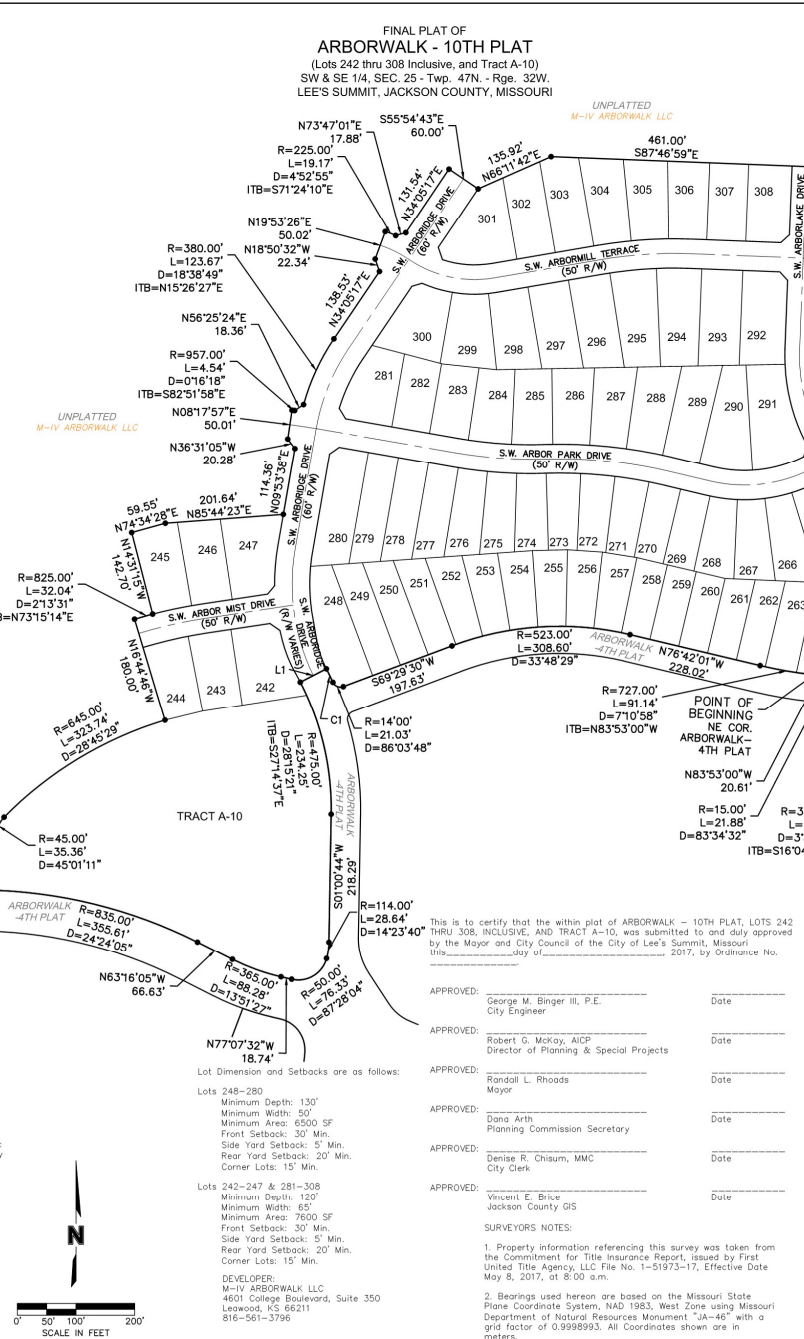 FINAL PLAT OF
ARBORWALK - 10TH PLAT
(Lots 242 thru 308 Inclusive, and Tract A-10)
SW & SE 1/4, SEC. 25 - Twp. 47N. - Rge. 32W.
LEE'S SUMMIT, JACKSON COUNTY, MISSOURI
UNPLATTED
M-IV ARBORWALK LLC
S55°54'43"E
60.00'
N73°47'01"E
17.88'
R=225.00'
L=19.17'
D=4°52'55"
ITB=S71°24'10"E
131.54'
N34°05'17"E
135.92'
N66°11'42"E
461.00'
S87°46'59"E
301
302
303
304
305
306
307
308
S.W. ARBORLAKE DRIVE
N19°53'26"E
50.02'
N18°50'32"W
22.34'
S.W. ARBORIDGE DRIVE
(60' R/W)
S.W. ARBORMILL TERRACE
(50' R/W)
R=380.00'
L=123.67'
D=18°38'49"
ITB=N15°26'27"E
138.53'
N34°05'17"E
N56°25'24"E
18.36'
300
299
298
297
296
295
294
293
292
R=957.00'
L=4.54'
D=0°16'18"
ITB=S82°51'58"E
281
282
283
284
285
286
287
288
289
290
291
UNPLATTED
M-IV ARBORWALK LLC
N08°17'57"E
50.01'
N36°31'05"W
20.28'
S.W. ARBOR PARK DRIVE
(50' R/W)
114.36'
N09°53'38"E
S.W. ARBORIDGE DRIVE
(60' R/W)
59.55'
N74°34'28"E
201.64'
N85°44'23"E
N14°31'15"W
142.70'
245
246
247
280
279
278
277
276
275
274
273
272
271
270
269
268
267
266
R=825.00'
L=32.04'
D=2°13'31"
B=N73°15'14"E
248
249
250
251
252
253
254
255
256
257
258
259
260
261
262
263
S.W. ARBOR MIST DRIVE
(50' R/W)
S.W. ARBORIDGE
DRIVE
(R/W VARIES)
N16°44'46"W
180.00'
244
243
242
L1
C1
S69°29'30"W
197.63'
R=523.00'
L=308.60'
D=33°48'29"
ARBORWALK
-4TH PLAT
N76°42'01"W
228.02'
R=727.00'
L=91.14'
D=7°10'58"
ITB=N83°53'00"W
POINT OF
BEGINNING
NE COR.
ARBORWALK-
4TH PLAT
N83°53'00"W
20.61'
R=15.00'
L=21.88'
D=83°34'32"
R=3
L=
D=3°
ITB=S16°04
R=645.00'
L=323.74'
D=28°45'29"
R=14'00'
L=21.03'
D=86°03'48"
R=475.00'
L=234.25'
D=28°15'21"
ITB=S27°14'37"E
TRACT A-10
R=45.00'
L=35.36'
D=45°01'11"
ARBORWALK
-4TH PLAT
S01°00'44"W
218.29'
ARBORWALK
-4TH PLAT
R=835.00'
L=355.61'
D=24°24'05"
R=114.00'
L=28.64'
D=14°23'40"
N63°16'05"W
66.63'
R=365.00'
L=88.28'
D=13°51'27"
R=50.00'
L=76.33'
D=87°28'04"
N77°07'32"W
18.74'
This is to certify that the within plat of ARBORWALK – 10TH PLAT, LOTS 242
THRU 308, INCLUSIVE, AND TRACT A-10, was submitted to and duly approved
by the Mayor and City Council of the City of Lee's Summit, Missouri
this__________day of___________________, 2017, by Ordinance No.
______________.
APPROVED: __________________________ ____________
George M. Binger III, P.E. Date
City Engineer
APPROVED: __________________________ ____________
Robert G. McKay, AICP Date
Director of Planning & Special Projects
APPROVED: __________________________ ____________
Randall L. Rhoads Date
Mayor
APPROVED: __________________________ ____________
Dana Arth Date
Planning Commission Secretary
APPROVED: __________________________ ____________
Denise R. Chisum, MMC Date
City Clerk
APPROVED: __________________________ ____________
Vincent E. Brice Date
Jackson County GIS
Lot Dimension and Setbacks are as follows:
Lots 248–280
Minimum Depth: 130'
Minimum Width: 50'
Minimum Area: 6500 SF
Front Setback: 30' Min.
Side Yard Setback: 5' Min.
Rear Yard Setback: 20' Min.
Corner Lots: 15' Min.
Lots 242–247 & 281–308
Minimum Depth: 120'
Minimum Width: 65'
Minimum Area: 7600 SF
Front Setback: 30' Min.
Side Yard Setback: 5' Min.
Rear Yard Setback: 20' Min.
Corner Lots: 15' Min.
DEVELOPER:
M–IV ARBORWALK LLC
4601 College Boulevard, Suite 350
Leawood, KS 66211
816–561–3796
SURVEYORS NOTES:
1. Property information referencing this survey was taken from
the Commitment for Title Insurance Report, issued by First
United Title Agency, LLC File No. 1–51973–17, Effective Date
May 8, 2017, at 8:00 a.m.
2. Bearings used hereon are based on the Missouri State
Plane Coordinate System, NAD 1983, West Zone using Missouri
Department of Natural Resources Monument "JA–46" with a
grid factor of 0.9998993. All Coordinates shown are in
meters.
N
0' 50' 100' 200'
SCALE IN FEET